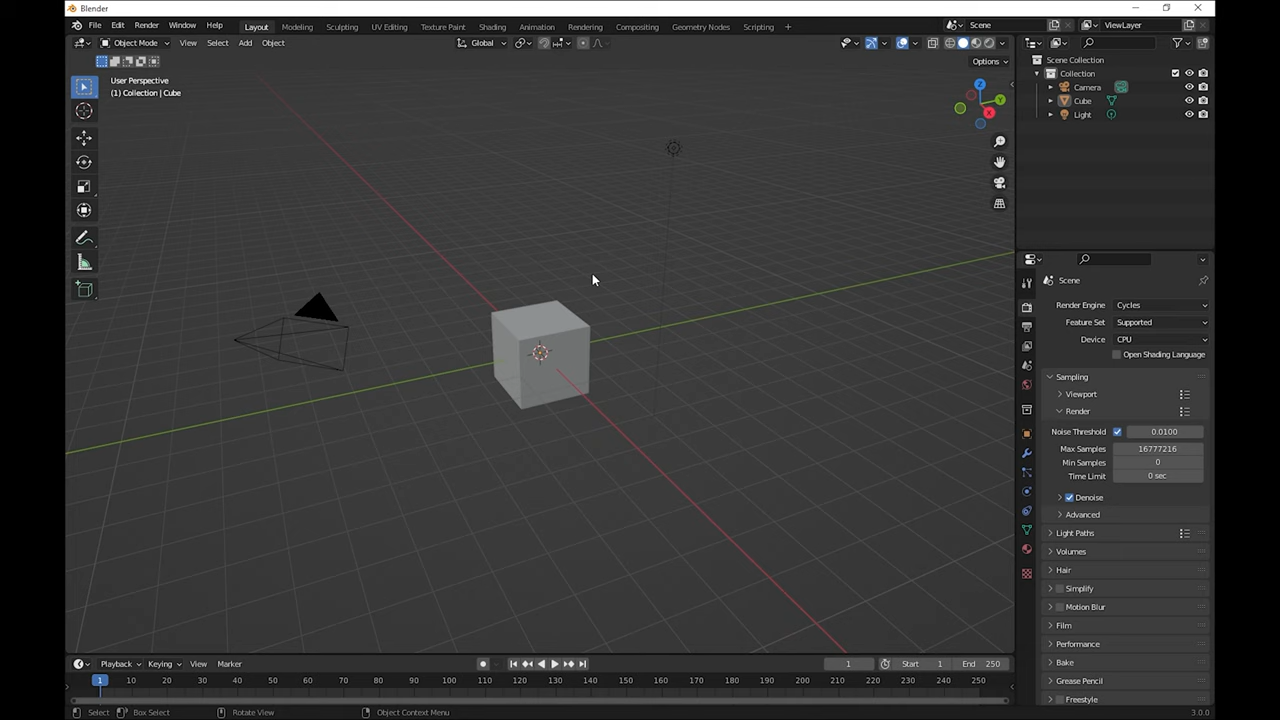 Blender
File Edit Render Window Help Layout Modeling Sculpting UV Editing Texture Paint Shading Animation Rendering Compositing Geometry Nodes Scripting + Scene ViewLayer
Object Mode View Select Add Object Global
Options
User Perspective
(1) Collection | Cube
Z
Y
X
Scene Collection
Collection
Camera
Cube
Light
Scene
Render Engine Cycles
Feature Set Supported
Device CPU
Open Shading Language
Sampling
Viewport
Render
Noise Threshold 0.0100
Max Samples 16777216
Min Samples 0
Time Limit 0 sec
Denoise
Advanced
Light Paths
Volumes
Hair
Simplify
Motion Blur
Film
Performance
Bake
Grease Pencil
Freestyle
Playback Keying View Marker 1 Start 1 End 250
1 10 20 30 40 50 60 70 80 90 100 110 120 130 140 150 160 170 180 190 200 210 220 230 240 250
Select Box Select Rotate View Object Context Menu 3.0.0